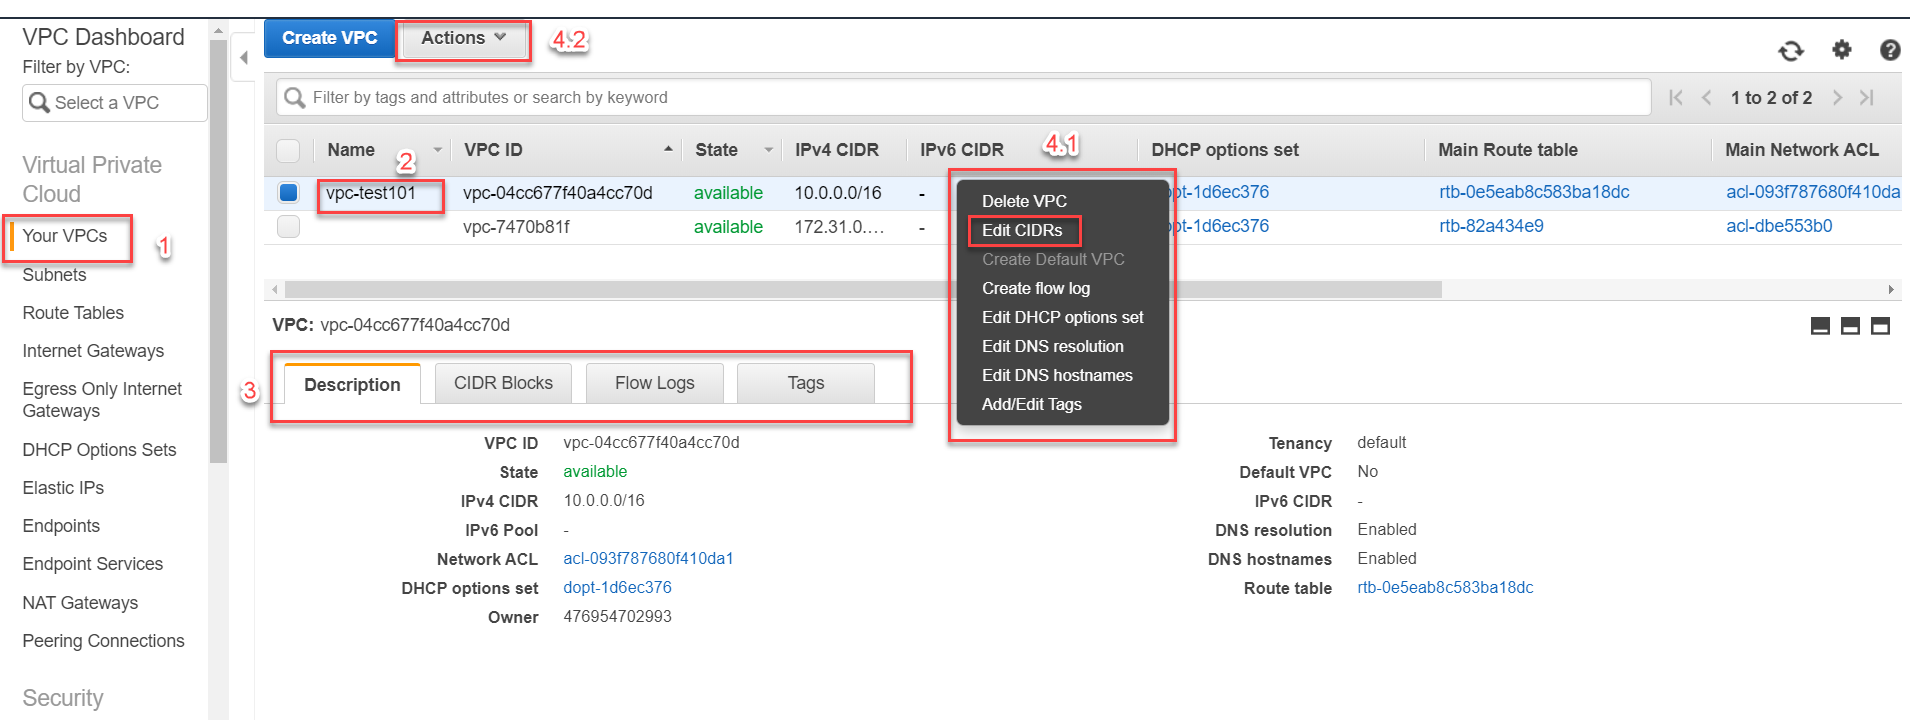 VPC Dashboard
Filter by VPC:
Select a VPC
Virtual Private
Cloud
Your VPCs
1
Subnets
Route Tables
Internet Gateways
Egress Only Internet
Gateways
DHCP Options Sets
Elastic IPs
Endpoints
Endpoint Services
NAT Gateways
Peering Connections
Security
Create VPC Actions 4.2
Filter by tags and attributes or search by keyword 1 to 2 of 2
Name 2 VPC ID State IPv4 CIDR IPv6 CIDR 4.1 DHCP options set Main Route table Main Network ACL
vpc-test101 vpc-04cc677f40a4cc70d available 10.0.0.0/16 - opt-1d6ec376 rtb-0e5eab8c583ba18dc acl-093f787680f410da
vpc-7470b81f available 172.31.0.… - opt-1d6ec376 rtb-82a434e9 acl-dbe553b0
Delete VPC
Edit CIDRs
Create Default VPC
Create flow log
Edit DHCP options set
Edit DNS resolution
Edit DNS hostnames
Add/Edit Tags
VPC: vpc-04cc677f40a4cc70d
3 Description CIDR Blocks Flow Logs Tags
VPC ID vpc-04cc677f40a4cc70d Tenancy default
State available Default VPC No
IPv4 CIDR 10.0.0.0/16 IPv6 CIDR -
IPv6 Pool - DNS resolution Enabled
Network ACL acl-093f787680f410da1 DNS hostnames Enabled
DHCP options set dopt-1d6ec376 Route table rtb-0e5eab8c583ba18dc
Owner 476954702993